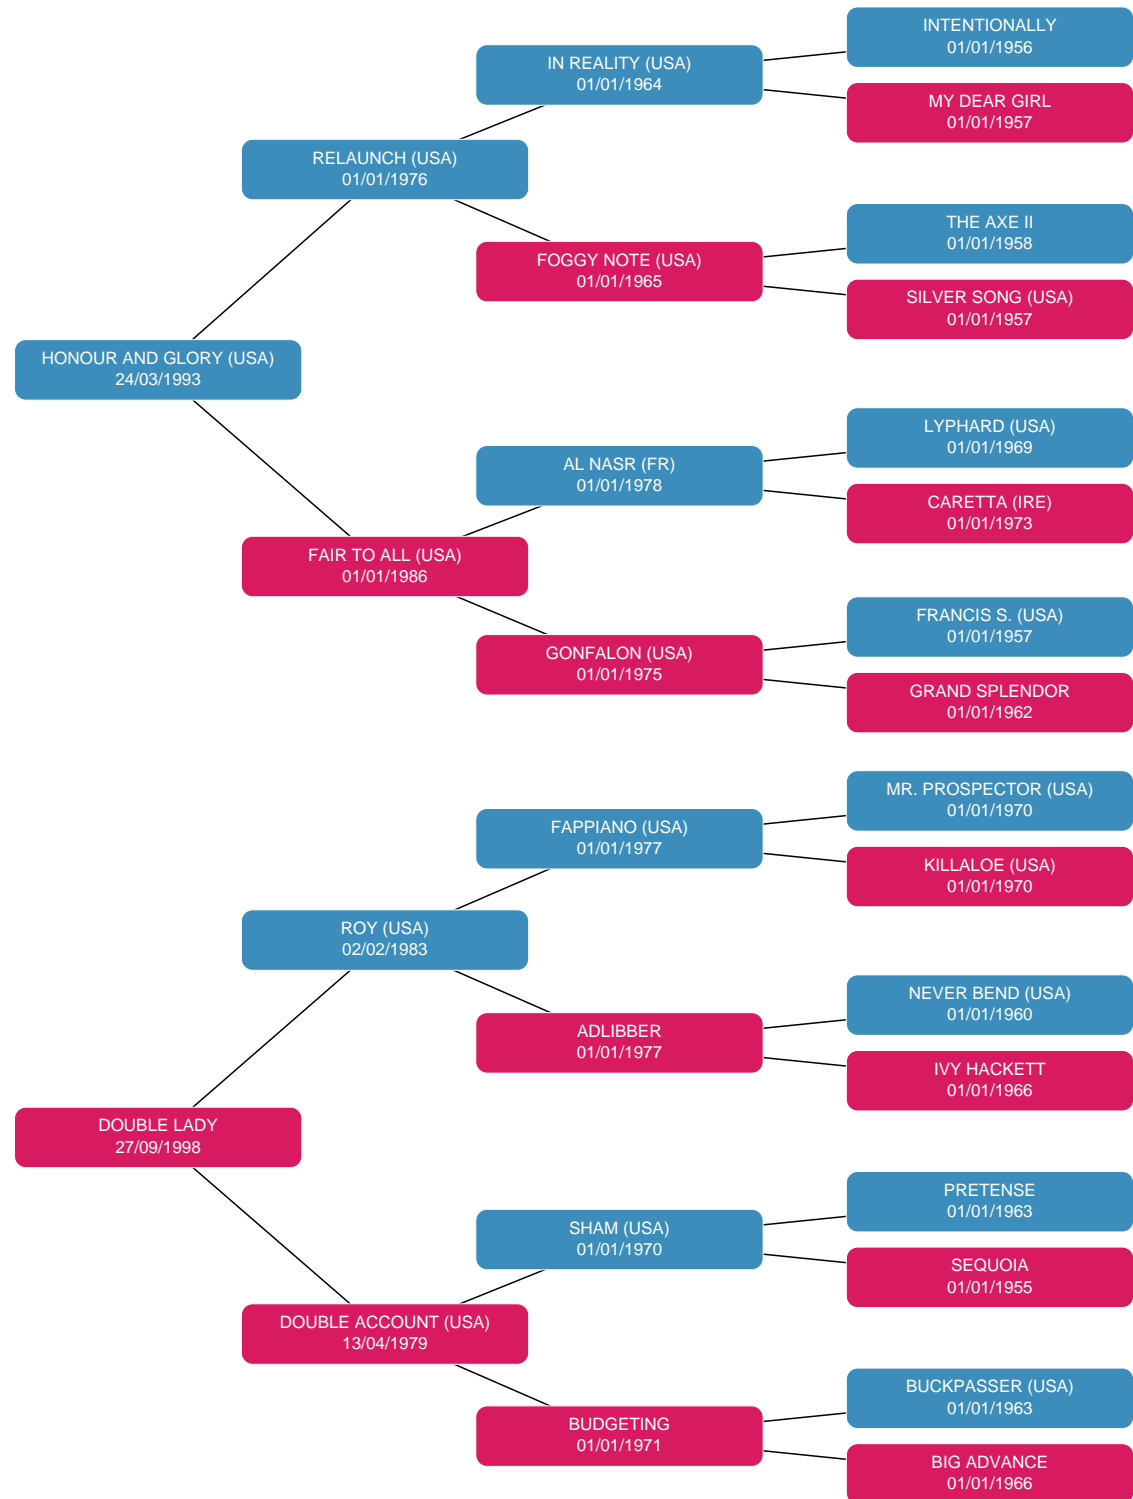 INTENTIONALLY
01/01/1956
IN REALITY (USA)
01/01/1964
MY DEAR GIRL
01/01/1957
RELAUNCH (USA)
01/01/1976
THE AXE II
01/01/1958
FOGGY NOTE (USA)
01/01/1965
SILVER SONG (USA)
01/01/1957
HONOUR AND GLORY (USA)
24/03/1993
LYPHARD (USA)
01/01/1969
AL NASR (FR)
01/01/1978
CARETTA (IRE)
01/01/1973
FAIR TO ALL (USA)
01/01/1986
FRANCIS S. (USA)
01/01/1957
GONFALON (USA)
01/01/1975
GRAND SPLENDOR
01/01/1962
MR. PROSPECTOR (USA)
01/01/1970
FAPPIANO (USA)
01/01/1977
KILLALOE (USA)
01/01/1970
ROY (USA)
02/02/1983
NEVER BEND (USA)
01/01/1960
ADLIBBER
01/01/1977
IVY HACKETT
01/01/1966
DOUBLE LADY
27/09/1998
PRETENSE
01/01/1963
SHAM (USA)
01/01/1970
SEQUOIA
01/01/1955
DOUBLE ACCOUNT (USA)
13/04/1979
BUCKPASSER (USA)
01/01/1963
BUDGETING
01/01/1971
BIG ADVANCE
01/01/1966